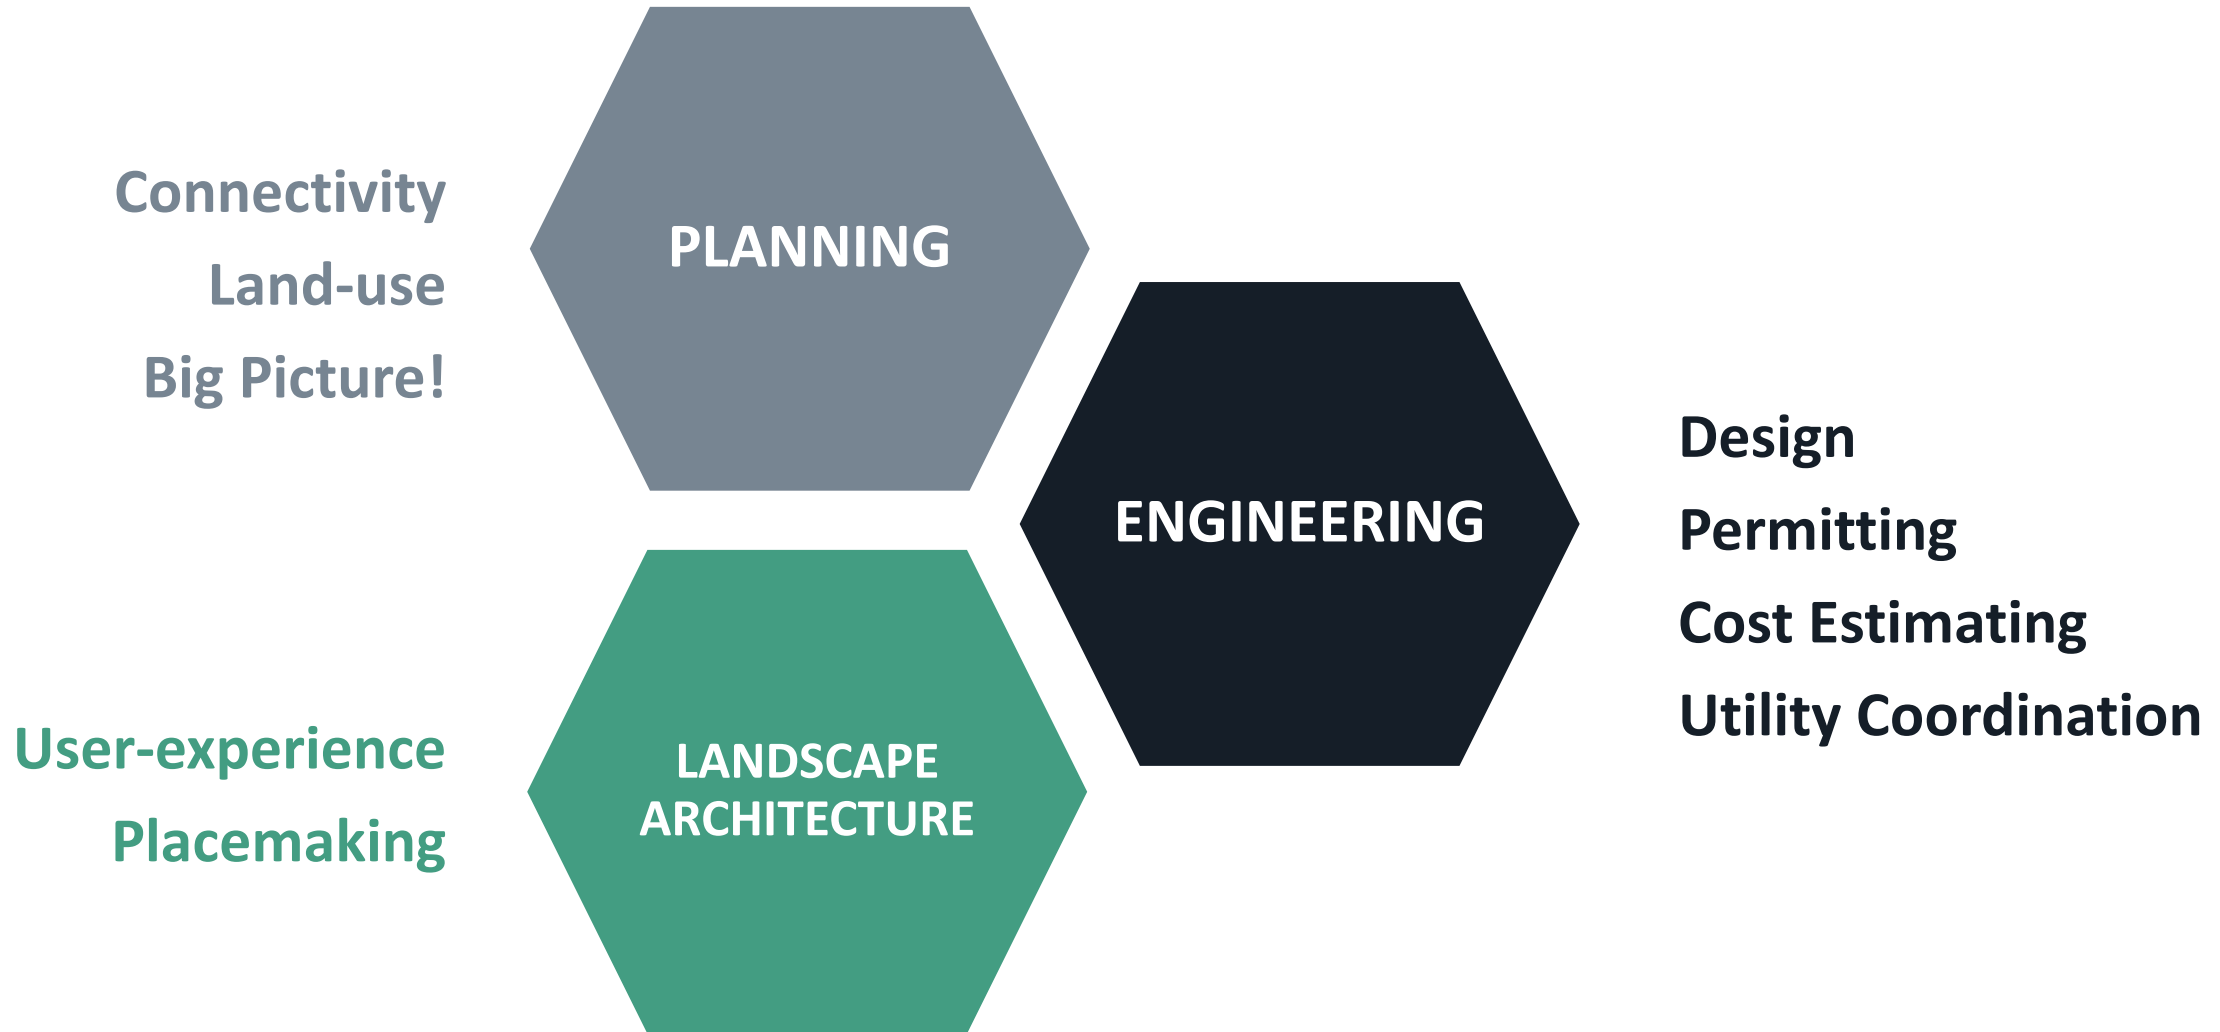 Connectivity
Land-use
Big Picture!
PLANNING
ENGINEERING
Design
Permitting
Cost Estimating
Utility Coordination
User-experience
Placemaking
LANDSCAPE
ARCHITECTURE